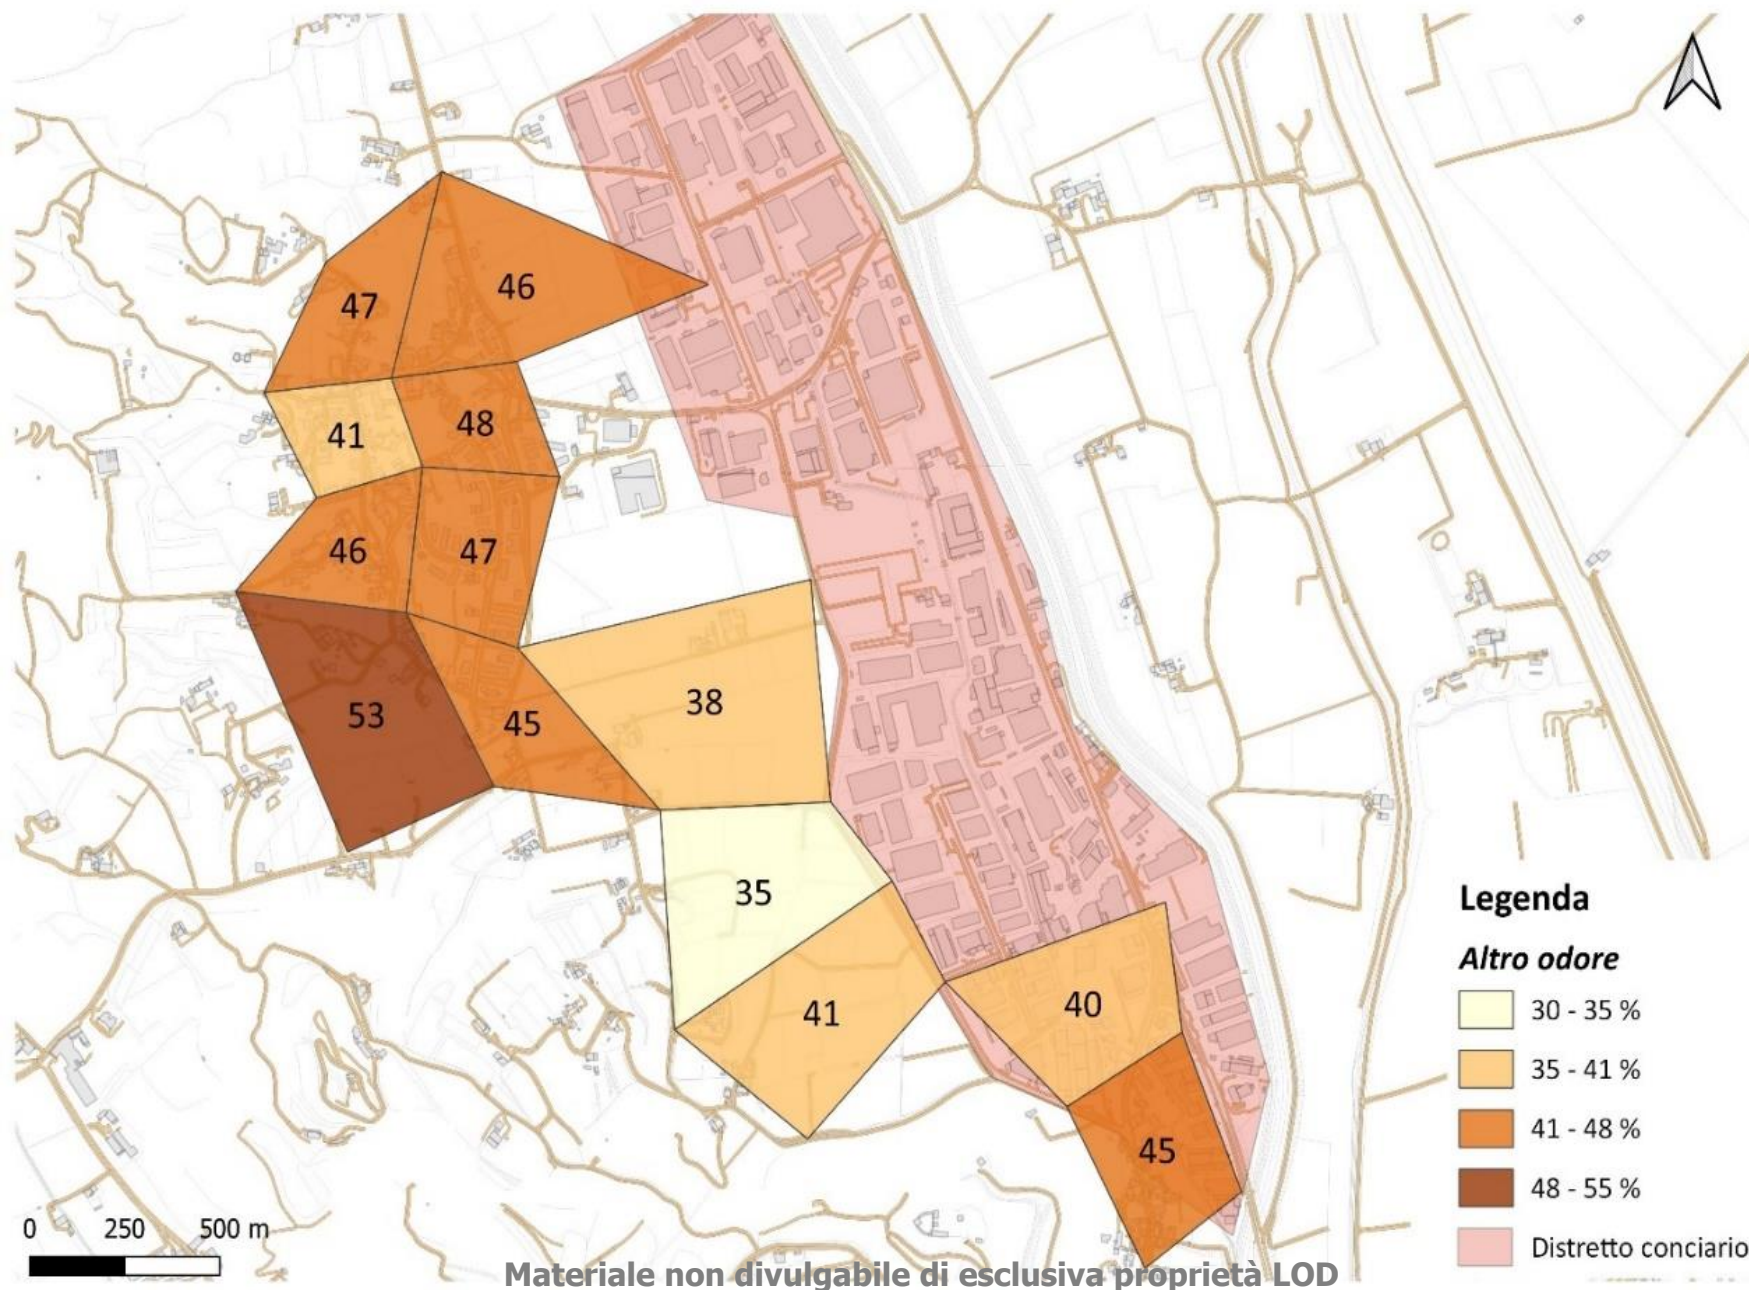 47
46
41
48
46
47
53
45
38
35
41
40
45
Legenda
Altro odore
30 - 35 %
35 - 41 %
41 - 48 %
48 - 55 %
Distretto conciario
0 250 500 m
Materiale non divulgabile di esclusiva proprietà LOD